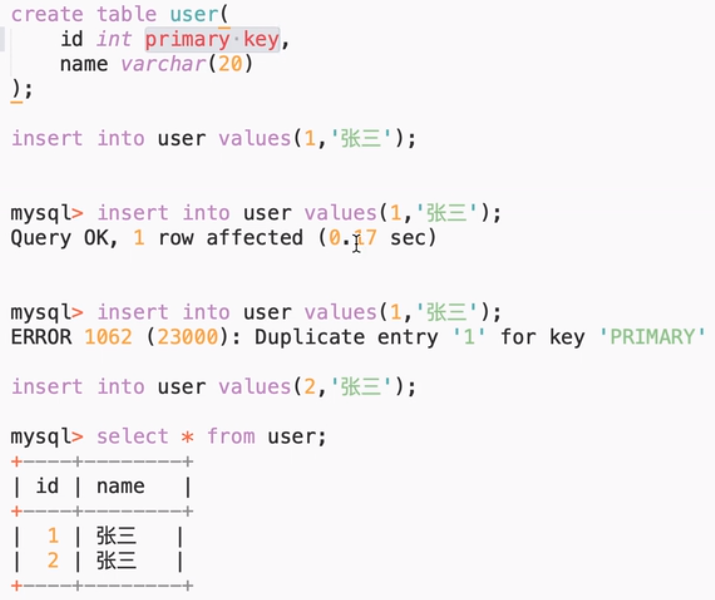 create table user(
    id int primary key,
    name varchar(20)
);
insert into user values(1,'张三');
mysql> insert into user values(1,'张三');
Query OK, 1 row affected (0.17 sec)
mysql> insert into user values(1,'张三');
ERROR 1062 (23000): Duplicate entry '1' for key 'PRIMARY'
insert into user values(2,'张三');
mysql> select * from user;
+----+--------+
| id | name   |
+----+--------+
|  1 | 张三   |
|  2 | 张三   |
+----+--------+